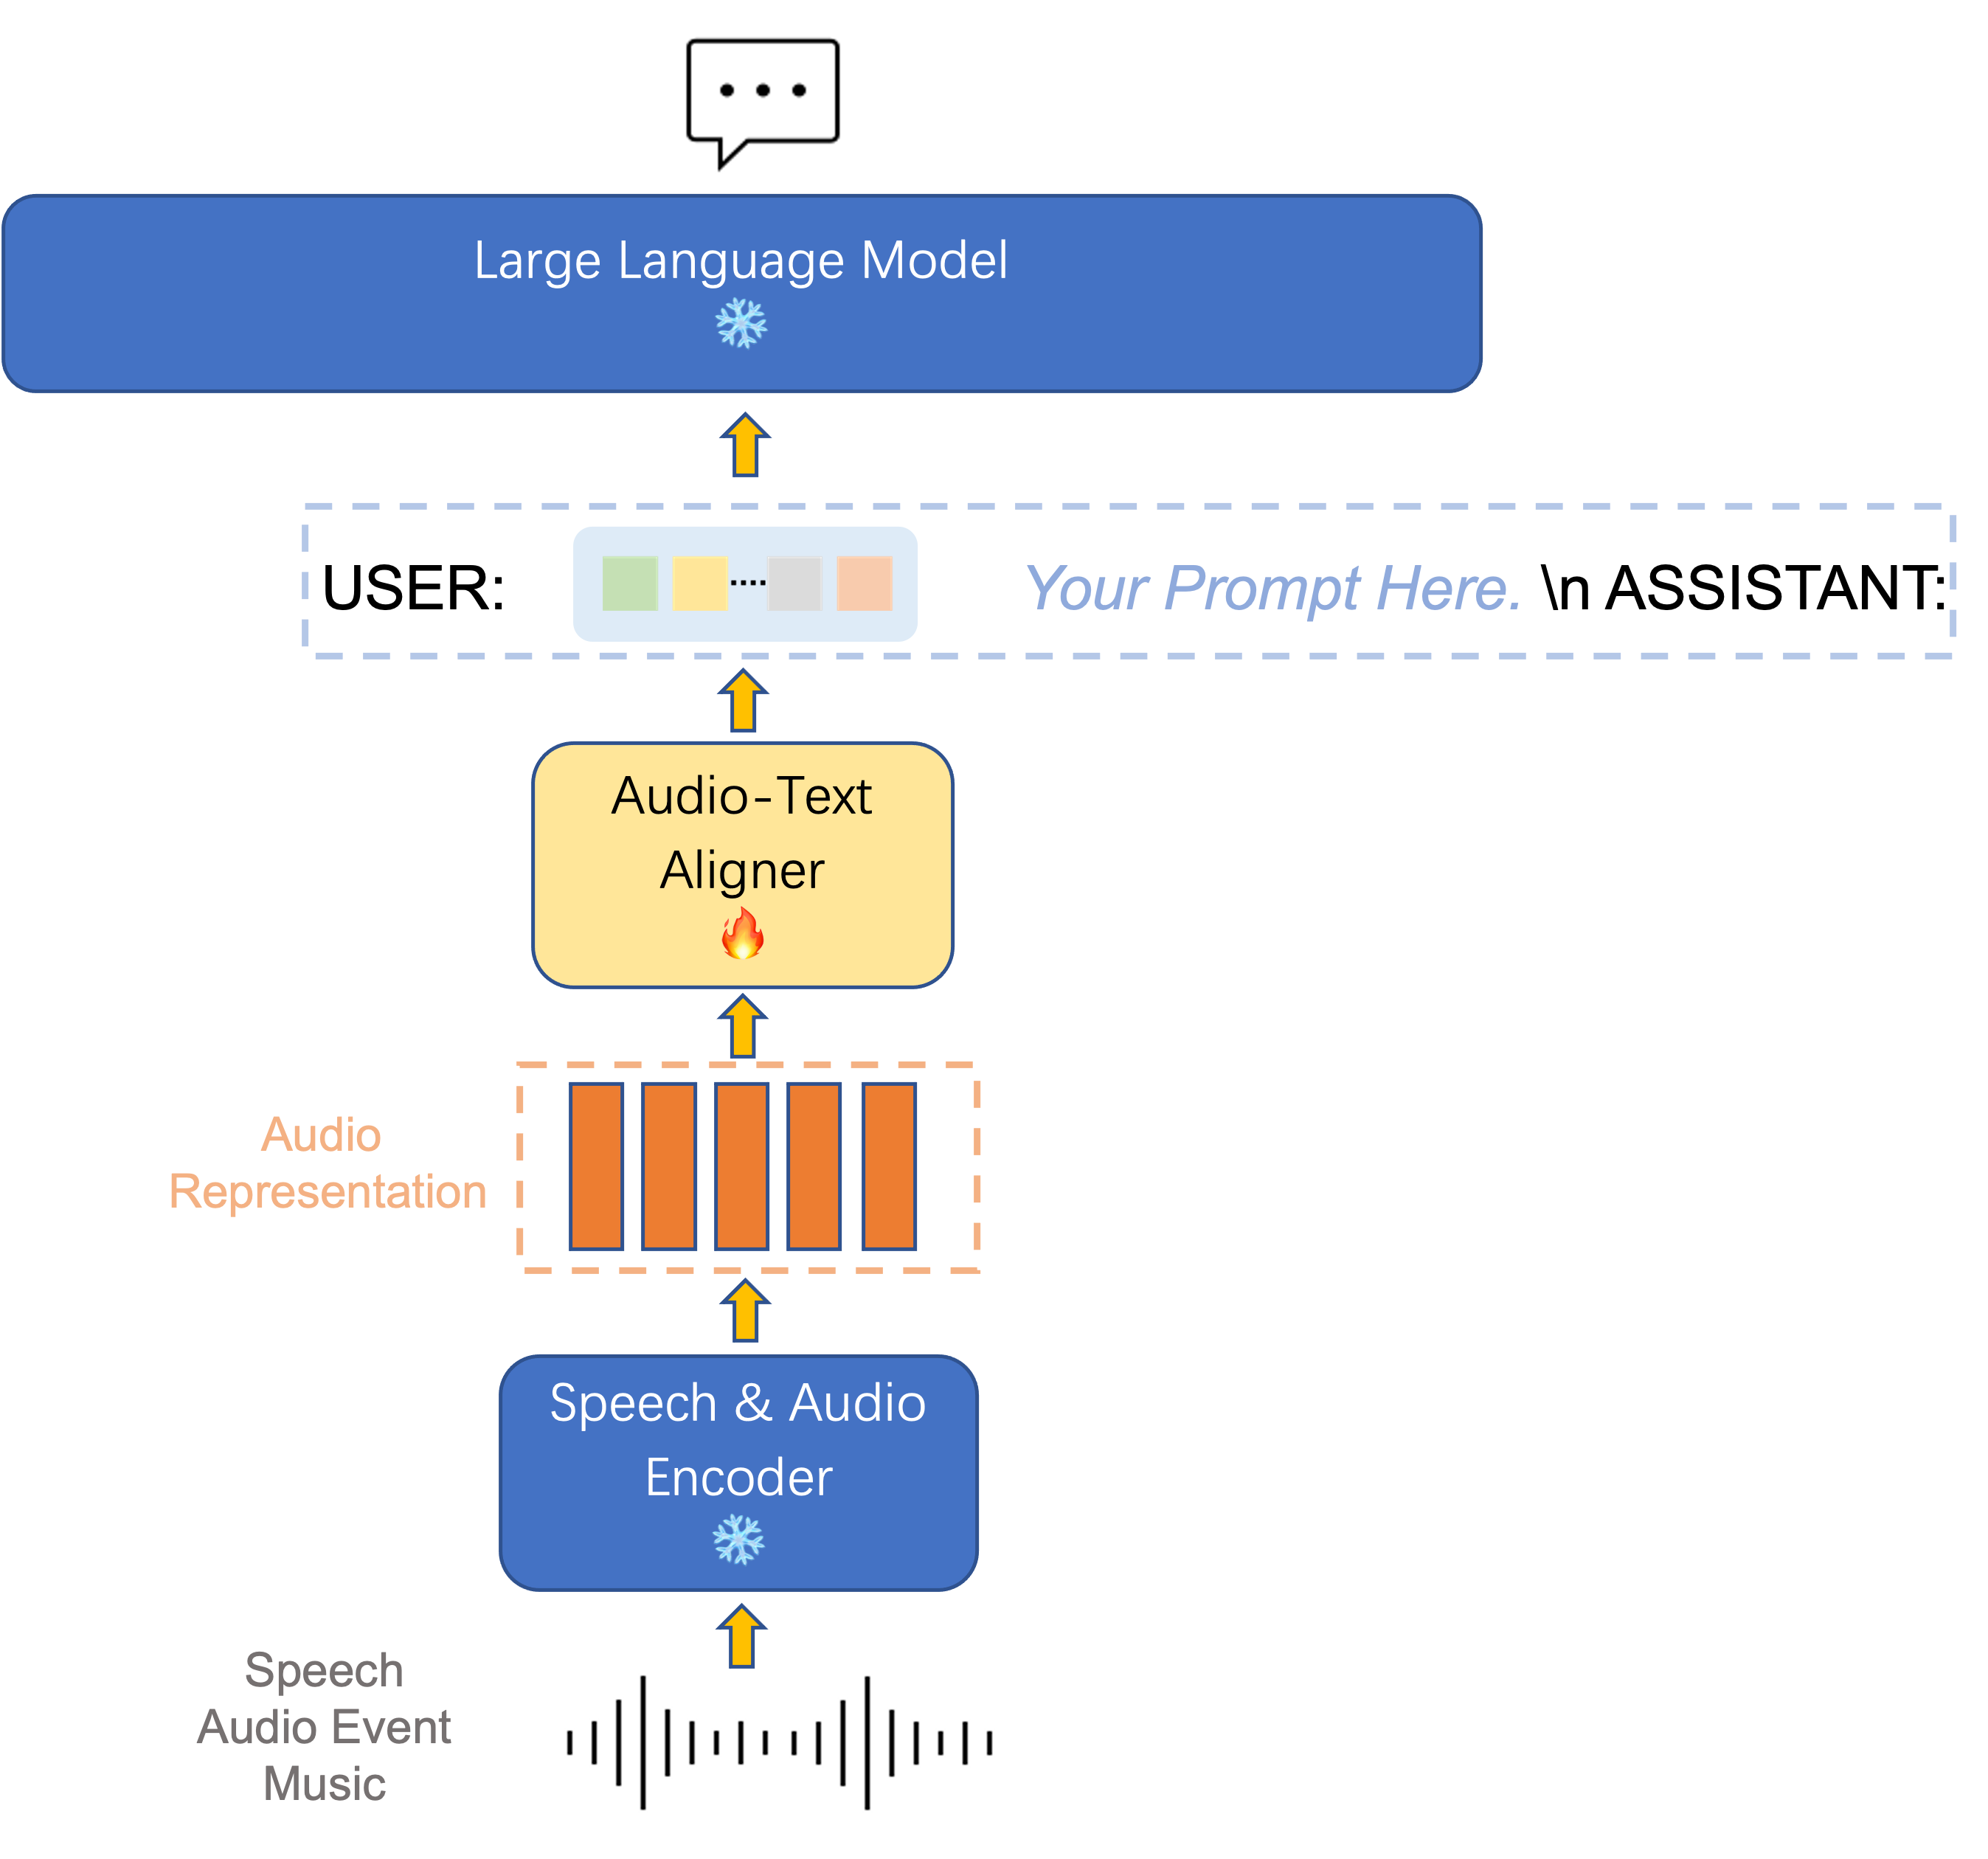 Large Language Model
USER: Your Prompt Here. \n ASSISTANT:
Audio-Text
Aligner
Audio
Representation
Speech & Audio
Encoder
Speech
Audio Event
Music